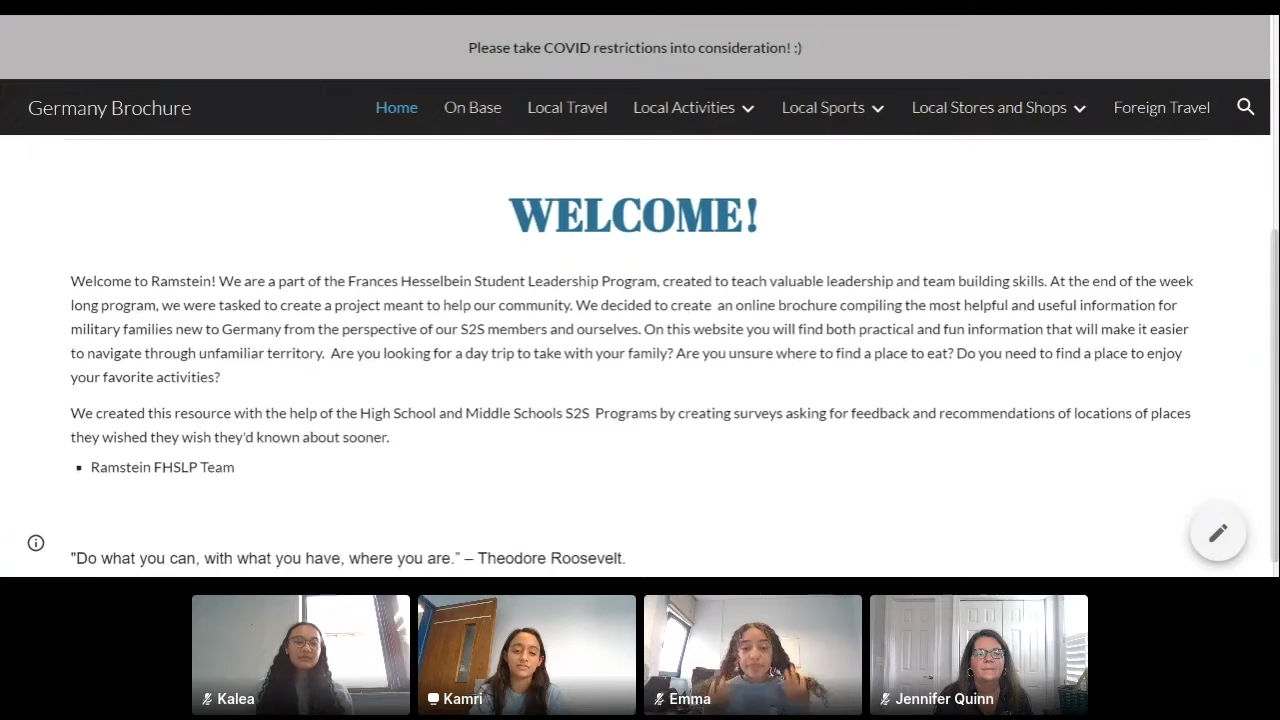 Please take COVID restrictions into consideration! :)
Germany Brochure Home On Base Local Travel Local Activities Local Sports Local Stores and Shops Foreign Travel
WELCOME!
Welcome to Ramstein! We are a part of the Frances Hesselbein Student Leadership Program, created to teach valuable leadership and team building skills. At the end of the week
long program, we were tasked to create a project meant to help our community. We decided to create an online brochure compiling the most helpful and useful information for
military families new to Germany from the perspective of our S2S members and ourselves. On this website you will find both practical and fun information that will make it easier
to navigate through unfamiliar territory. Are you looking for a day trip to take with your family? Are you unsure where to find a place to eat? Do you need to find a place to enjoy
your favorite activities?
We created this resource with the help of the High School and Middle Schools S2S Programs by creating surveys asking for feedback and recommendations of locations of places
they wished they wish they'd known about sooner.
▪ Ramstein FHSLP Team
"Do what you can, with what you have, where you are." – Theodore Roosevelt.
Kalea Kamri Emma Jennifer Quinn